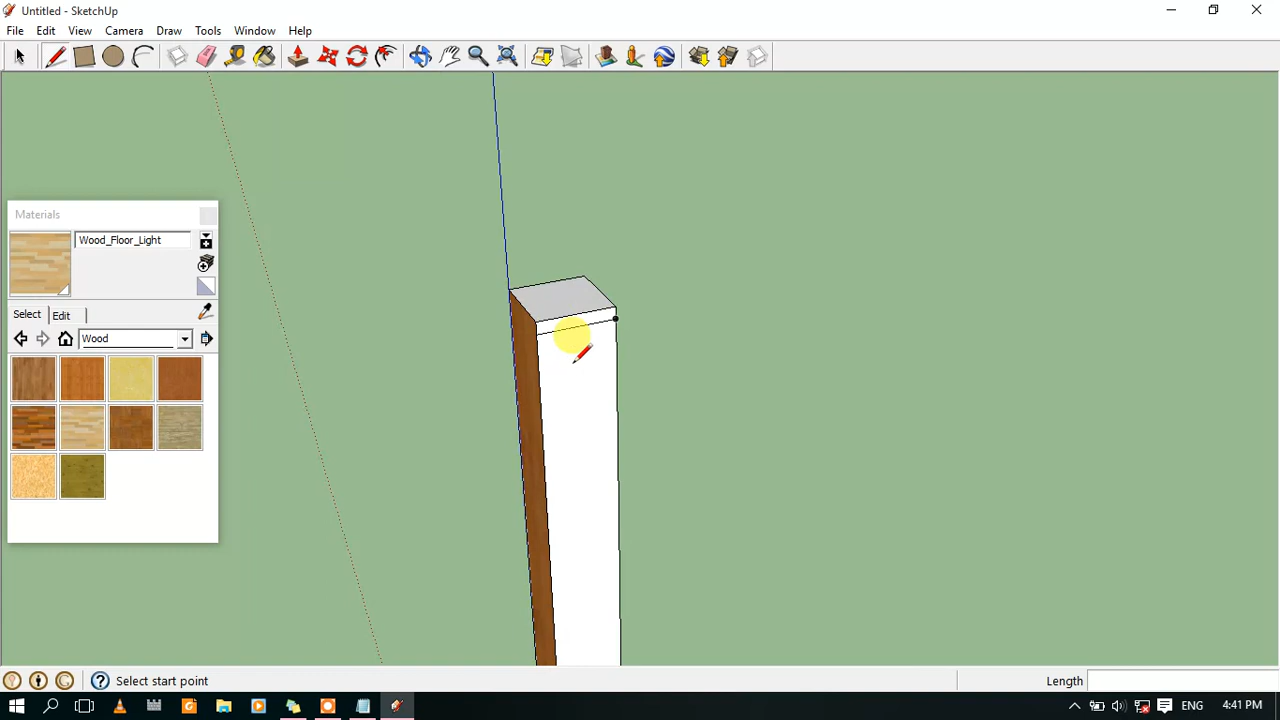 Untitled - SketchUp
File Edit View Camera Draw Tools Window Help
Materials
Wood_Floor_Light
Select Edit
Wood
Select start point
Length
ENG 4:41 PM